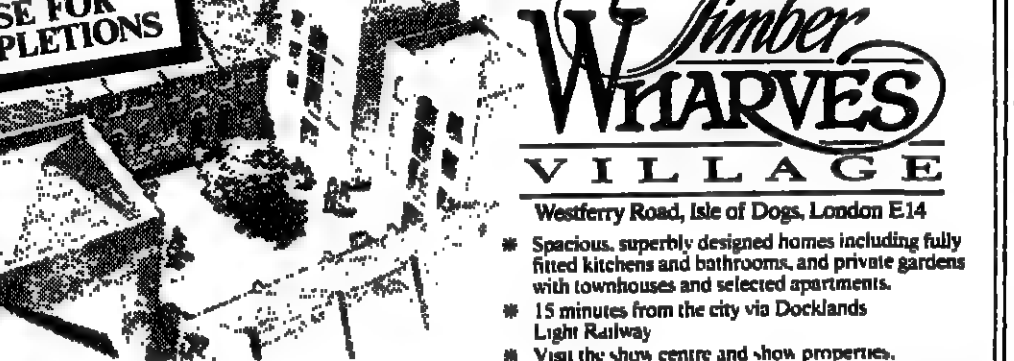 SE FOR
PLETIONS
Timber
WHARVES
VILLAGE
Westferry Road, Isle of Dogs, London E14
* Spacious, superbly designed homes including fully
fitted kitchens and bathrooms, and private gardens
with townhouses and selected apartments.
* 15 minutes from the city via Docklands
Light Railway
* Visit the show centre and show properties.